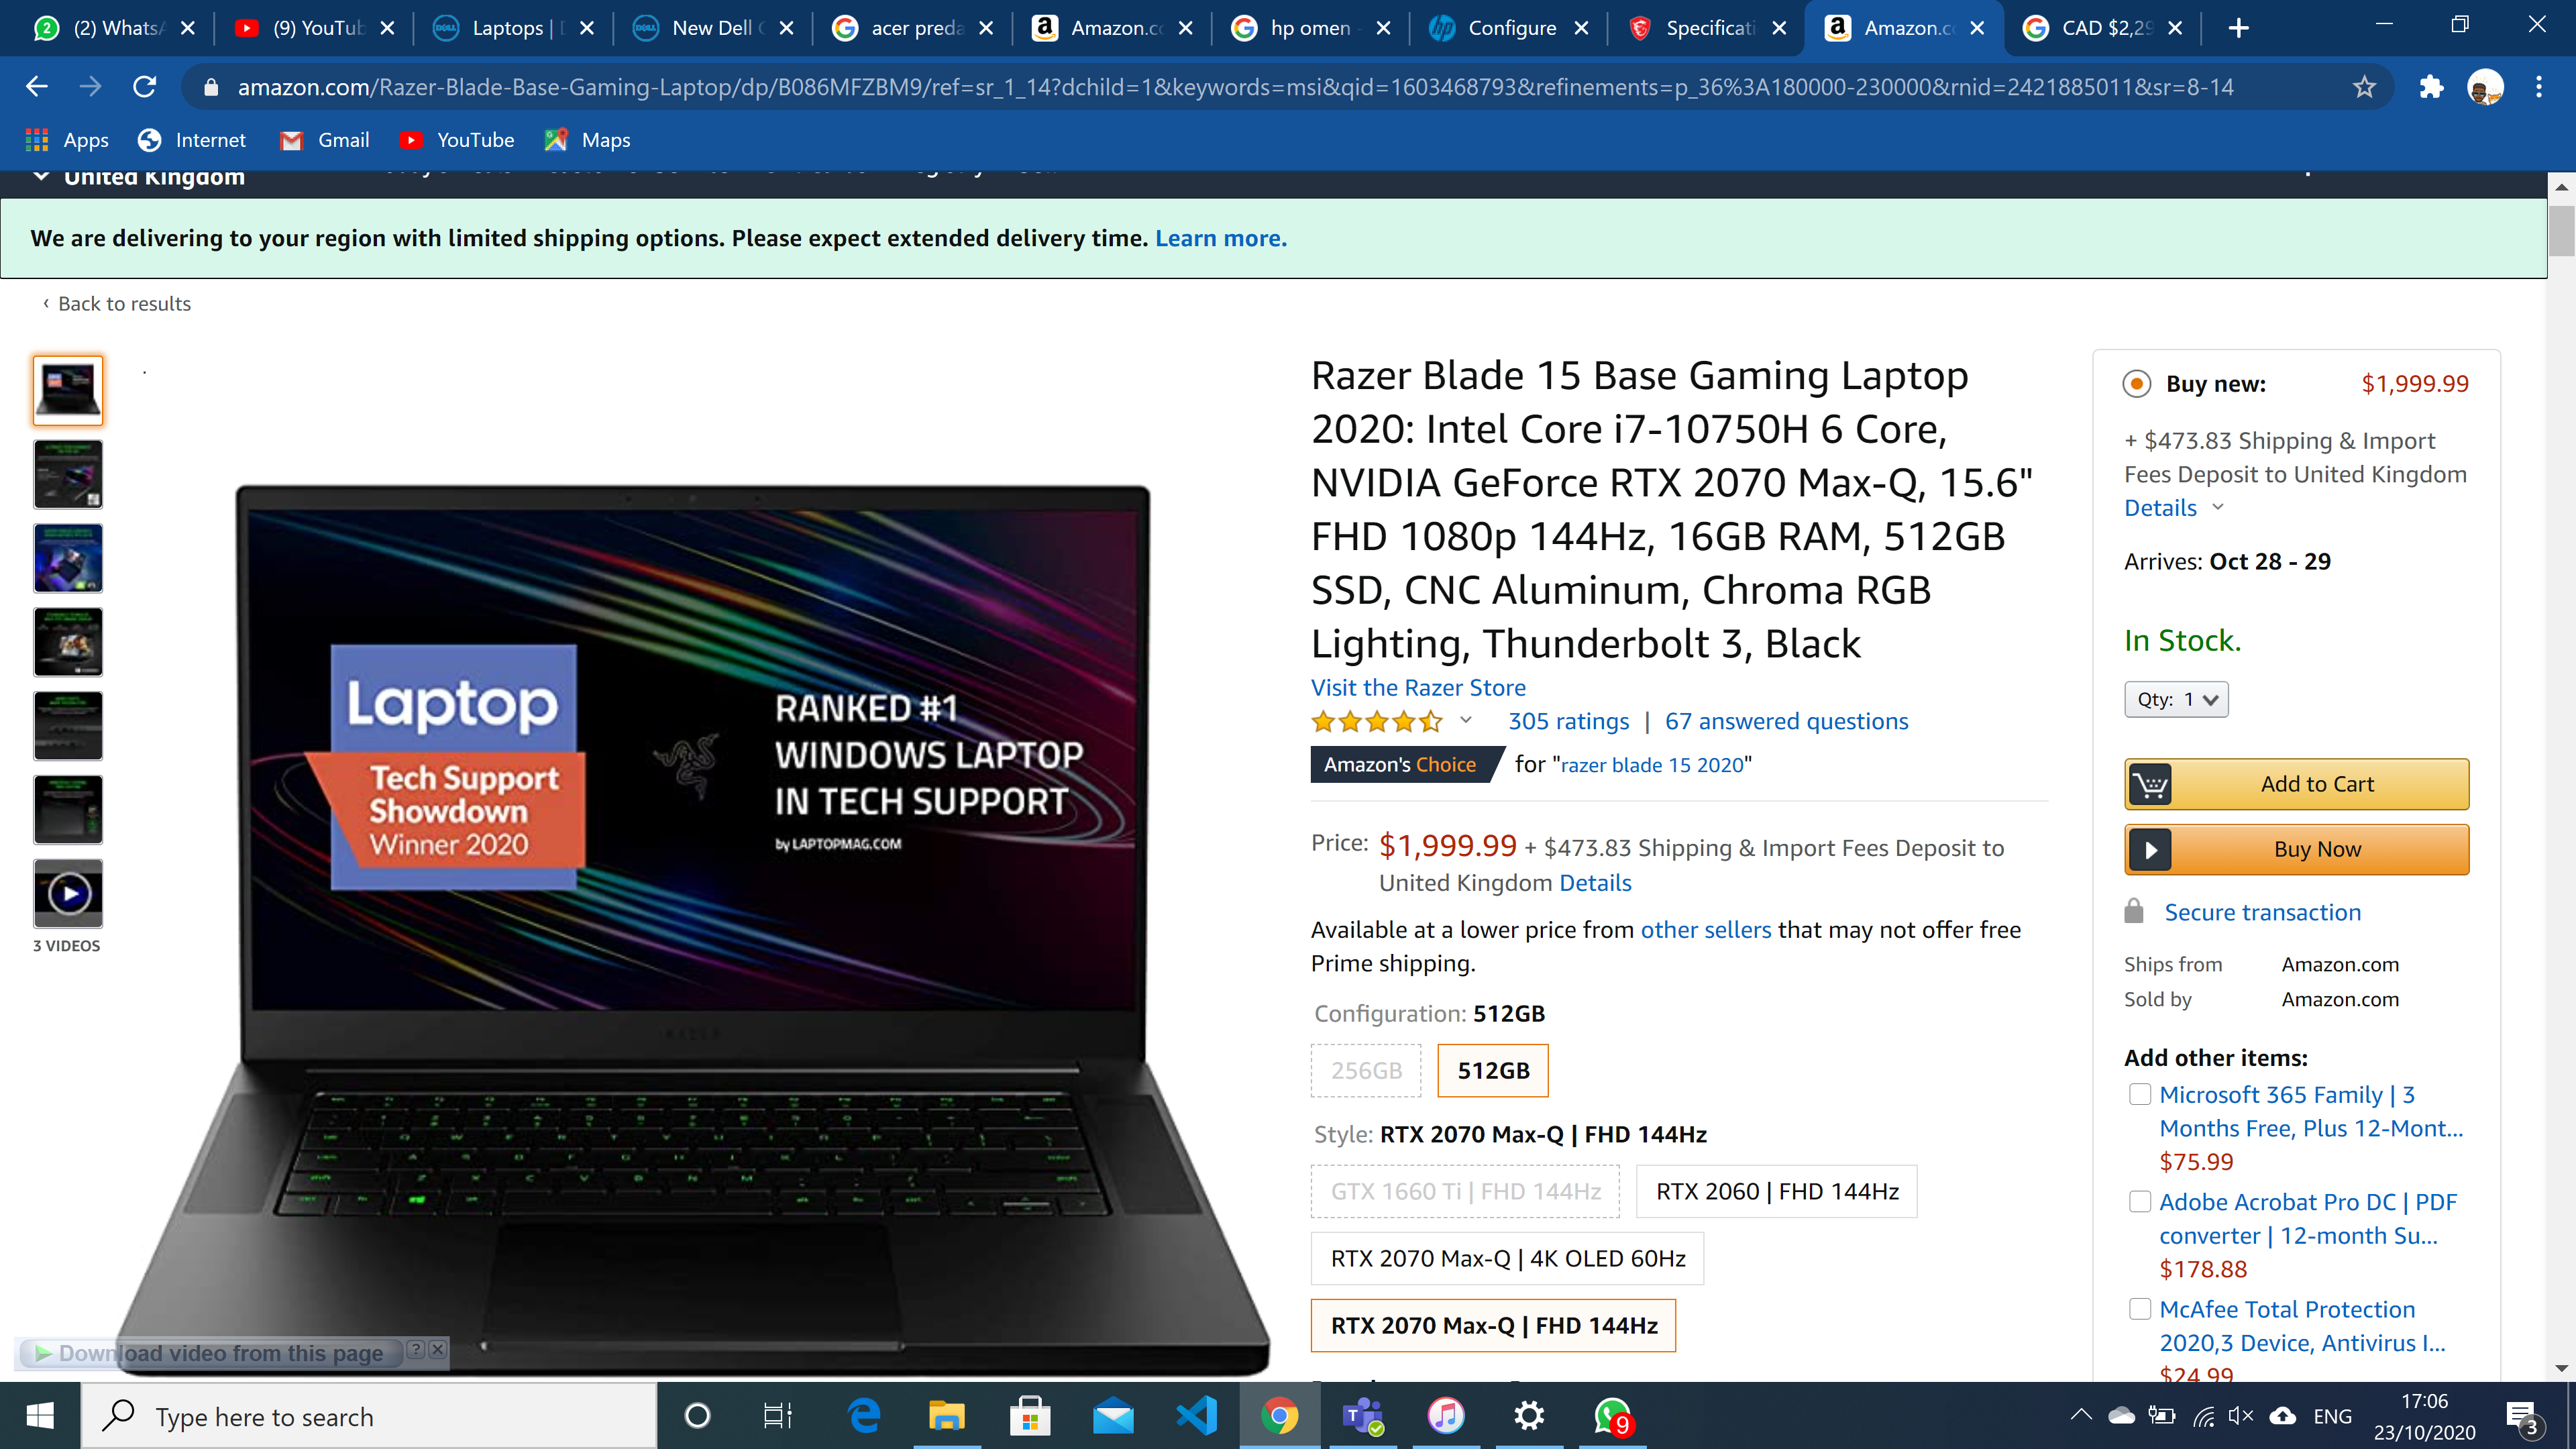 (2) WhatsA
(9) YouTub
Laptops | D
New Dell G
acer preda
Amazon.co
hp omen -
Configure
Specificati
Amazon.co
CAD $2,29
amazon.com/Razer-Blade-Base-Gaming-Laptop/dp/B086MFZBM9/ref=sr_1_14?dchild=1&keywords=msi&qid=1603468793&refinements=p_36%3A180000-230000&rnid=2421885011&sr=8-14
Apps Internet Gmail YouTube Maps
United Kingdom
We are delivering to your region with limited shipping options. Please expect extended delivery time. Learn more.
‹ Back to results
3 VIDEOS
Laptop
Tech Support
Showdown
Winner 2020
RANKED #1
WINDOWS LAPTOP
IN TECH SUPPORT
by LAPTOPMAG.COM
RAZER
Download video from this page ? X
Razer Blade 15 Base Gaming Laptop
2020: Intel Core i7-10750H 6 Core,
NVIDIA GeForce RTX 2070 Max-Q, 15.6"
FHD 1080p 144Hz, 16GB RAM, 512GB
SSD, CNC Aluminum, Chroma RGB
Lighting, Thunderbolt 3, Black
Visit the Razer Store
305 ratings | 67 answered questions
Amazon's Choice for "razer blade 15 2020"
Price: $1,999.99 + $473.83 Shipping & Import Fees Deposit to
United Kingdom Details
Available at a lower price from other sellers that may not offer free
Prime shipping.
Configuration: 512GB
256GB 512GB
Style: RTX 2070 Max-Q | FHD 144Hz
GTX 1660 Ti | FHD 144Hz RTX 2060 | FHD 144Hz
RTX 2070 Max-Q | 4K OLED 60Hz
RTX 2070 Max-Q | FHD 144Hz
Buy new: $1,999.99
+ $473.83 Shipping & Import
Fees Deposit to United Kingdom
Details
Arrives: Oct 28 - 29
In Stock.
Qty: 1
Add to Cart
Buy Now
Secure transaction
Ships from Amazon.com
Sold by Amazon.com
Add other items:
Microsoft 365 Family | 3
Months Free, Plus 12-Mont...
$75.99
Adobe Acrobat Pro DC | PDF
converter | 12-month Su...
$178.88
McAfee Total Protection
2020,3 Device, Antivirus I...
$24.99
Type here to search
9
ENG
17:06
23/10/2020
3